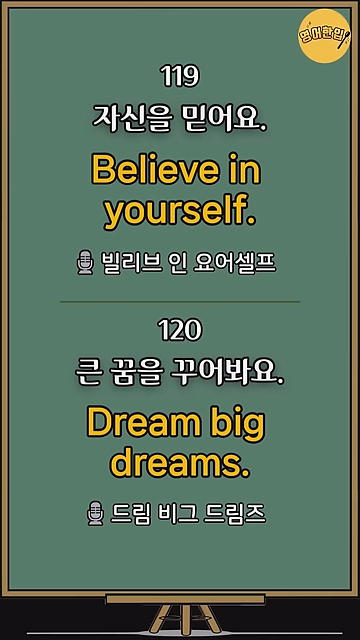 영어한입
119
자신을 믿어요.
Believe in
yourself.
빌리브 인 요어셀프
120
큰 꿈을 꾸어봐요.
Dream big
dreams.
드림 비그 드림즈